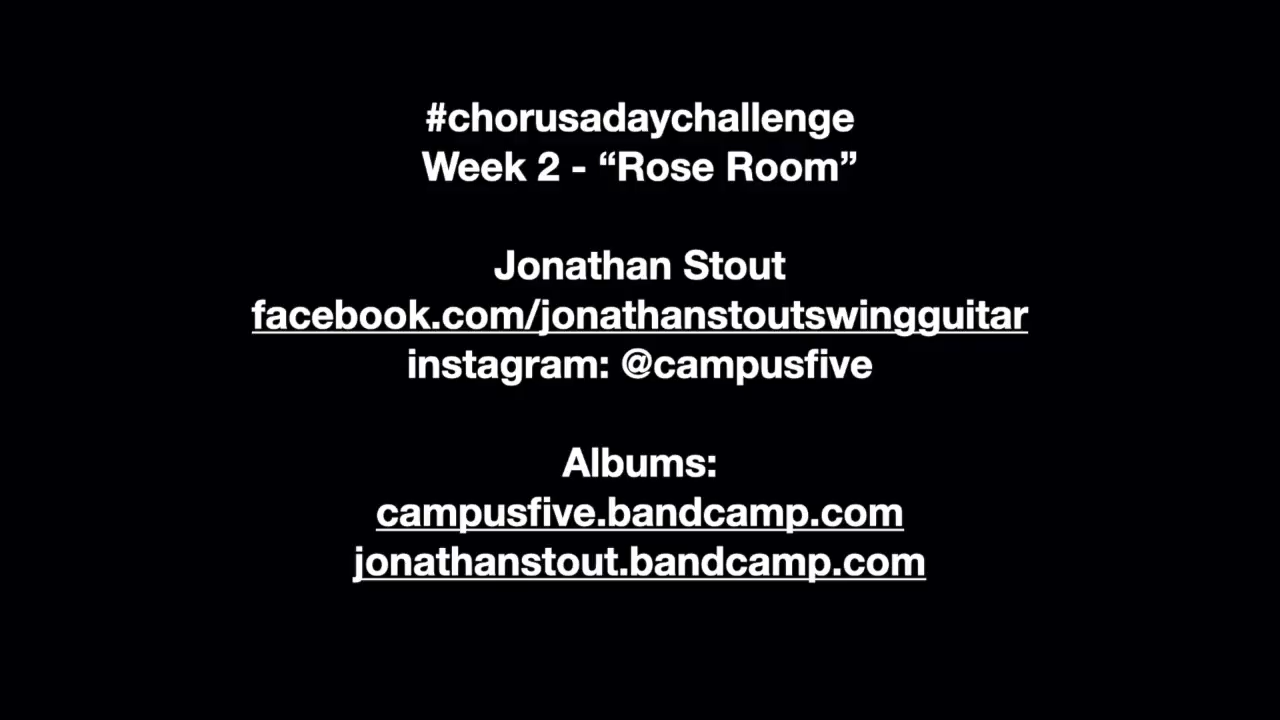 #chorusadaychallenge
Week 2 - “Rose Room”
Jonathan Stout
facebook.com/jonathanstoutswingguitar
instagram: @campusfive
Albums:
campusfive.bandcamp.com
jonathanstout.bandcamp.com